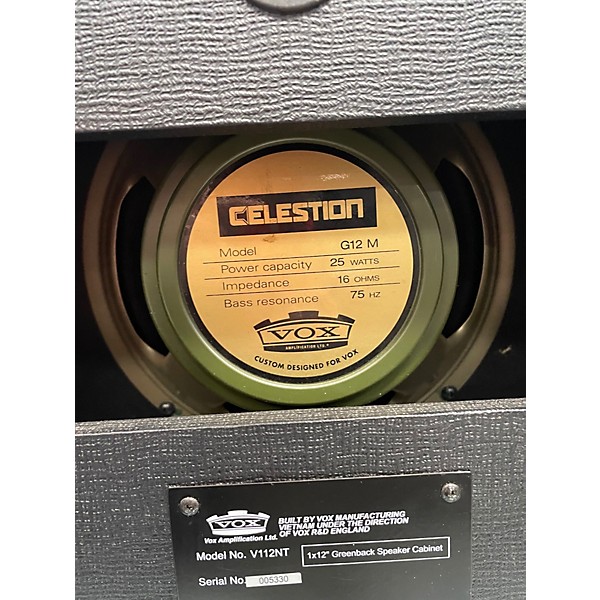 CELESTION
Model G12 M
Power capacity 25 WATTS
Impedance 16 OHMS
Bass resonance 75 HZ
VOX
AMPLIFICATION LTD.®
CUSTOM DESIGNED FOR VOX
VOX
Vox Amplification Ltd.
BUILT BY VOX MANUFACTURING
VIETNAM UNDER THE DIRECTION
OF VOX R&D ENGLAND
Model No. V112NT
1x12" Greenback Speaker Cabinet
Serial No. 005330